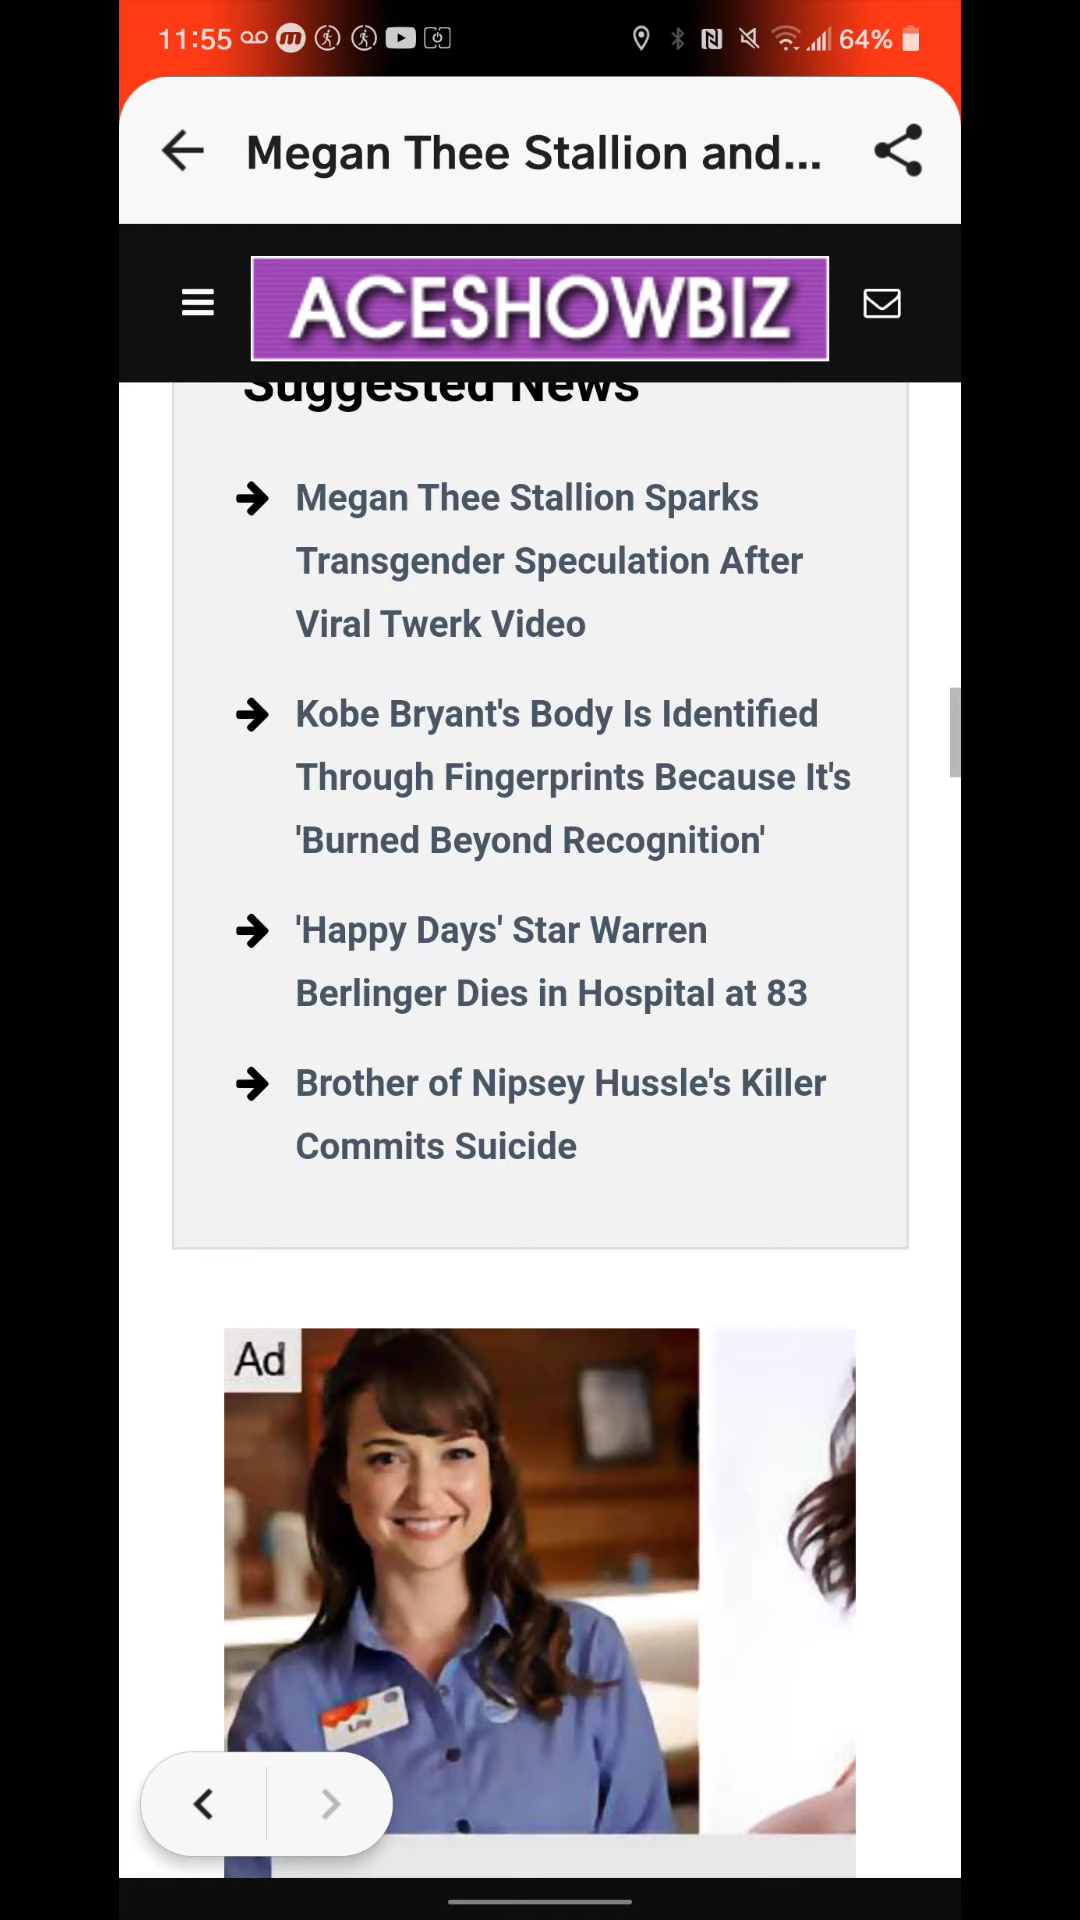 11:55
64%
Megan Thee Stallion and...
ACESHOWBIZ
Suggested News
Megan Thee Stallion Sparks
Transgender Speculation After
Viral Twerk Video
Kobe Bryant's Body Is Identified
Through Fingerprints Because It's
'Burned Beyond Recognition'
'Happy Days' Star Warren
Berlinger Dies in Hospital at 83
Brother of Nipsey Hussle's Killer
Commits Suicide
Ad
Lily